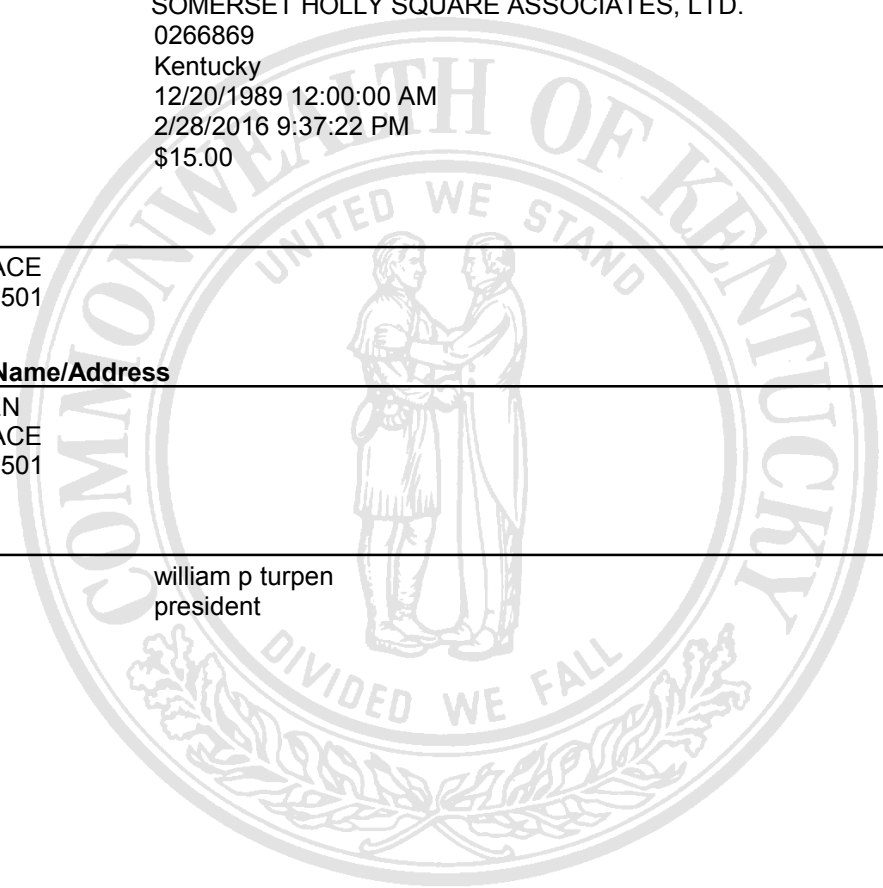 SOMERSET HOLLY SQUARE ASSOCIATES, LTD.
0266869
Kentucky
12/20/1989 12:00:00 AM
2/28/2016 9:37:22 PM
$15.00
ACE
501
Name/Address
EN
ACE
501
william p turpen
president
COMMONWEALTH OF KENTUCKY
UNITED WE STAND
DIVIDED WE FALL